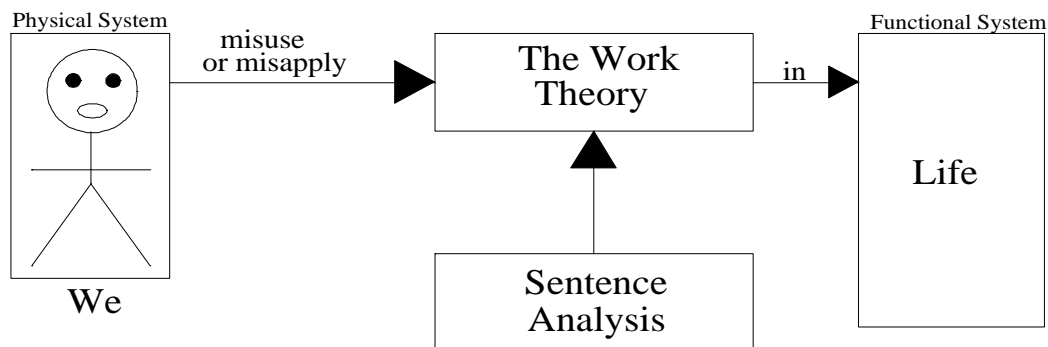 Physical System
Functional System
misuse
or misapply
The Work
Theory
in
Life
We
Sentence
Analysis